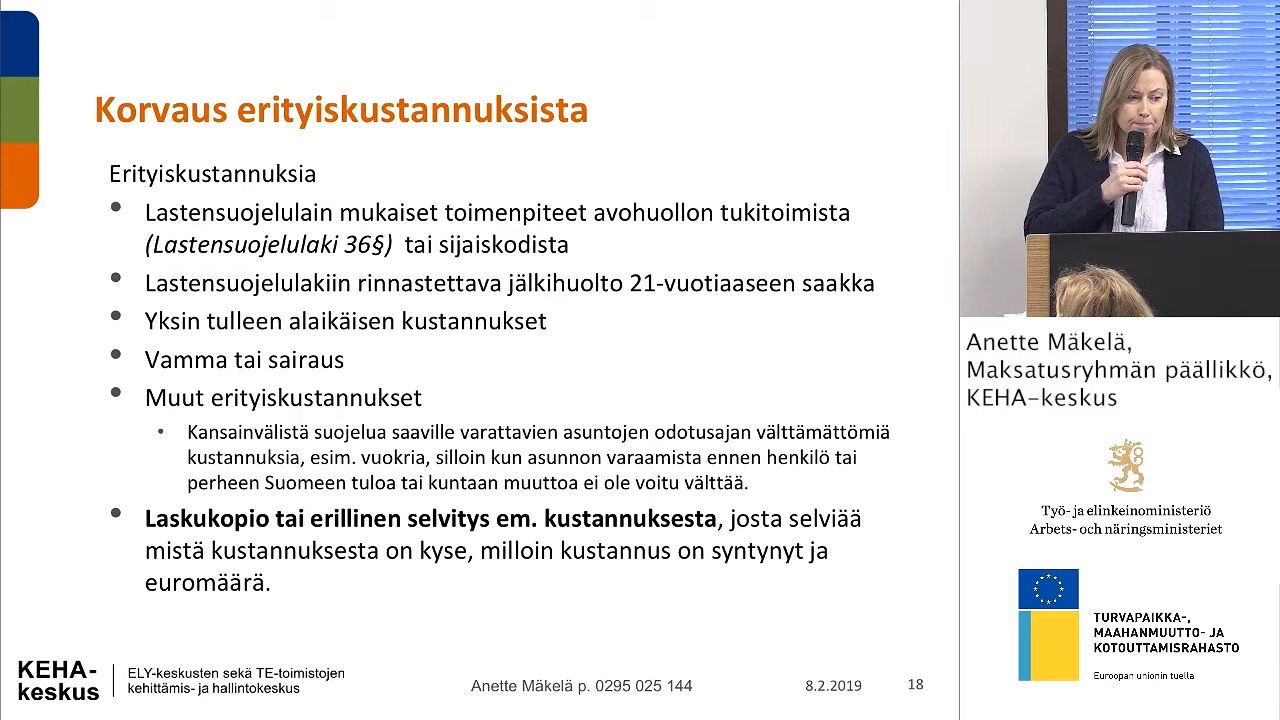 Korvaus erityiskustannuksista
Erityiskustannuksia
• Lastensuojelulain mukaiset toimenpiteet avohuollon tukitoimista
(Lastensuojelulaki 36§) tai sijaiskodista
• Lastensuojelulakiin rinnastettava jälkihuolto 21-vuotiaaseen saakka
• Yksin tulleen alaikäisen kustannukset
• Vamma tai sairaus
• Muut erityiskustannukset
• Kansainvälistä suojelua saaville varattavien asuntojen odotusajan välttämättömiä
kustannuksia, esim. vuokria, silloin kun asunnon varaamista ennen henkilö tai
perheen Suomeen tuloa tai kuntaan muuttoa ei ole voitu välttää.
• Laskukopio tai erillinen selvitys em. kustannuksesta, josta selviää
mistä kustannuksesta on kyse, milloin kustannus on syntynyt ja
euromäärä.
KEHA-
keskus
ELY-keskusten sekä TE-toimistojen
kehittämis- ja hallintokeskus
Anette Mäkelä p. 0295 025 144
8.2.2019
18
Anette Mäkelä,
Maksatusryhmän päällikkö,
KEHA-keskus
Työ- ja elinkeinoministeriö
Arbets- och näringsministeriet
TURVAPAIKKA-,
MAAHANMUUTTO- JA
KOTOUTTAMISRAHASTO
Euroopan unionin tuella